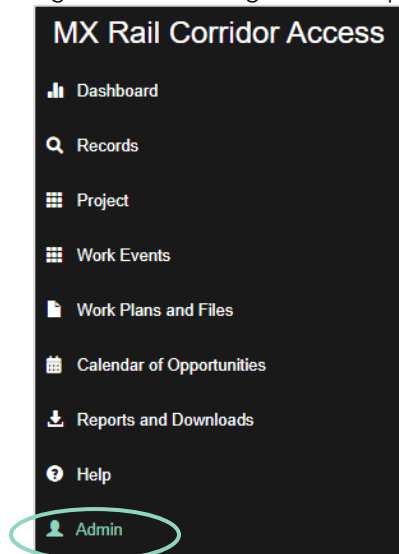 MX Rail Corridor Access
Dashboard
Records
Project
Work Events
Work Plans and Files
Calendar of Opportunities
Reports and Downloads
Help
Admin